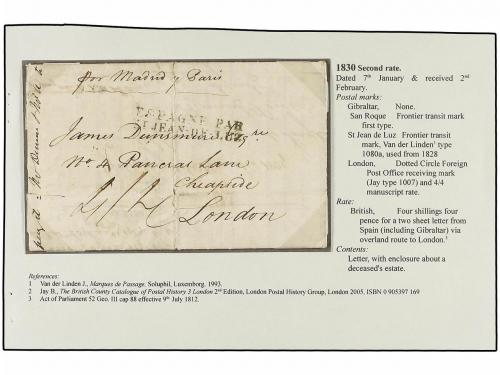 for Madrid y Paris
ESPAGNE PAR
ST JEAN-DE-LUZ
James Dunsmure Esqre
No. 4 Pancras Lane
Cheapside
4/4
London
1830 Second rate.
Dated 7th January & received 2nd
February.
Postal marks:
Gibraltar, None.
San Roque Frontier transit mark
first type.
St Jean de Luz Frontier transit
mark, Van der Linden' type
1080a, used from 1828
London, Dotted Circle Foreign
Post Office receiving mark
(Jay type 1007) and 4/4
manuscript rate.
Rate:
British, Four shillings four
pence for a two sheet letter from
Spain (including Gibraltar) via
overland route to London.3
Contents:
Letter, with enclosure about a
deceased's estate.
References:
1 Van der Linden J., Marques de Passage, Soluphil, Luxemborg. 1993.
2 Jay B., The British County Catalogue of Postal History 3 London 2nd Edition, London Postal History Group, London 2005, ISBN 0 905397 169
3 Act of Parliament 52 Geo. III cap 88 effective 9th July 1812.